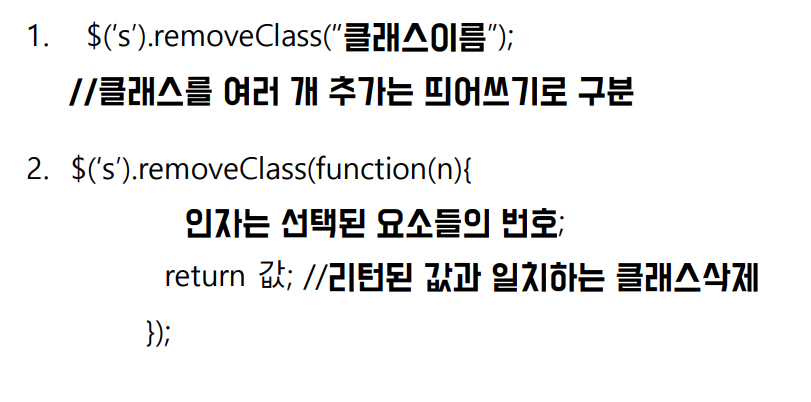 1. $('s').removeClass("클래스이름");
//클래스를 여러 개 추가는 띄어쓰기로 구분
2. $('s').removeClass(function(n){
인자는 선택된 요소들의 번호;
return 값; //리턴된 값과 일치하는 클래스삭제
});